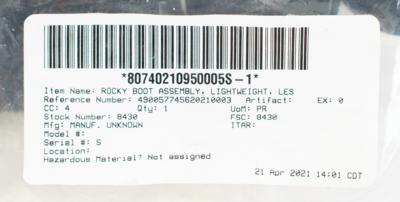 *80740210950005S-1*
Item Name: ROCKY BOOT ASSEMBLY, LIGHTWEIGHT, LES
Reference Number: 490057745620210003 Artifact: EX: 0
CC: 4 Qty: 1 UoM: PR
Stock Number: 8430 FSC: 8430
Mfg: MANUF. UNKNOWN ITAR:
Model #:
Serial #: S
Location:
Hazardous Material? Not assigned
21 Apr 2021 14:01 CDT